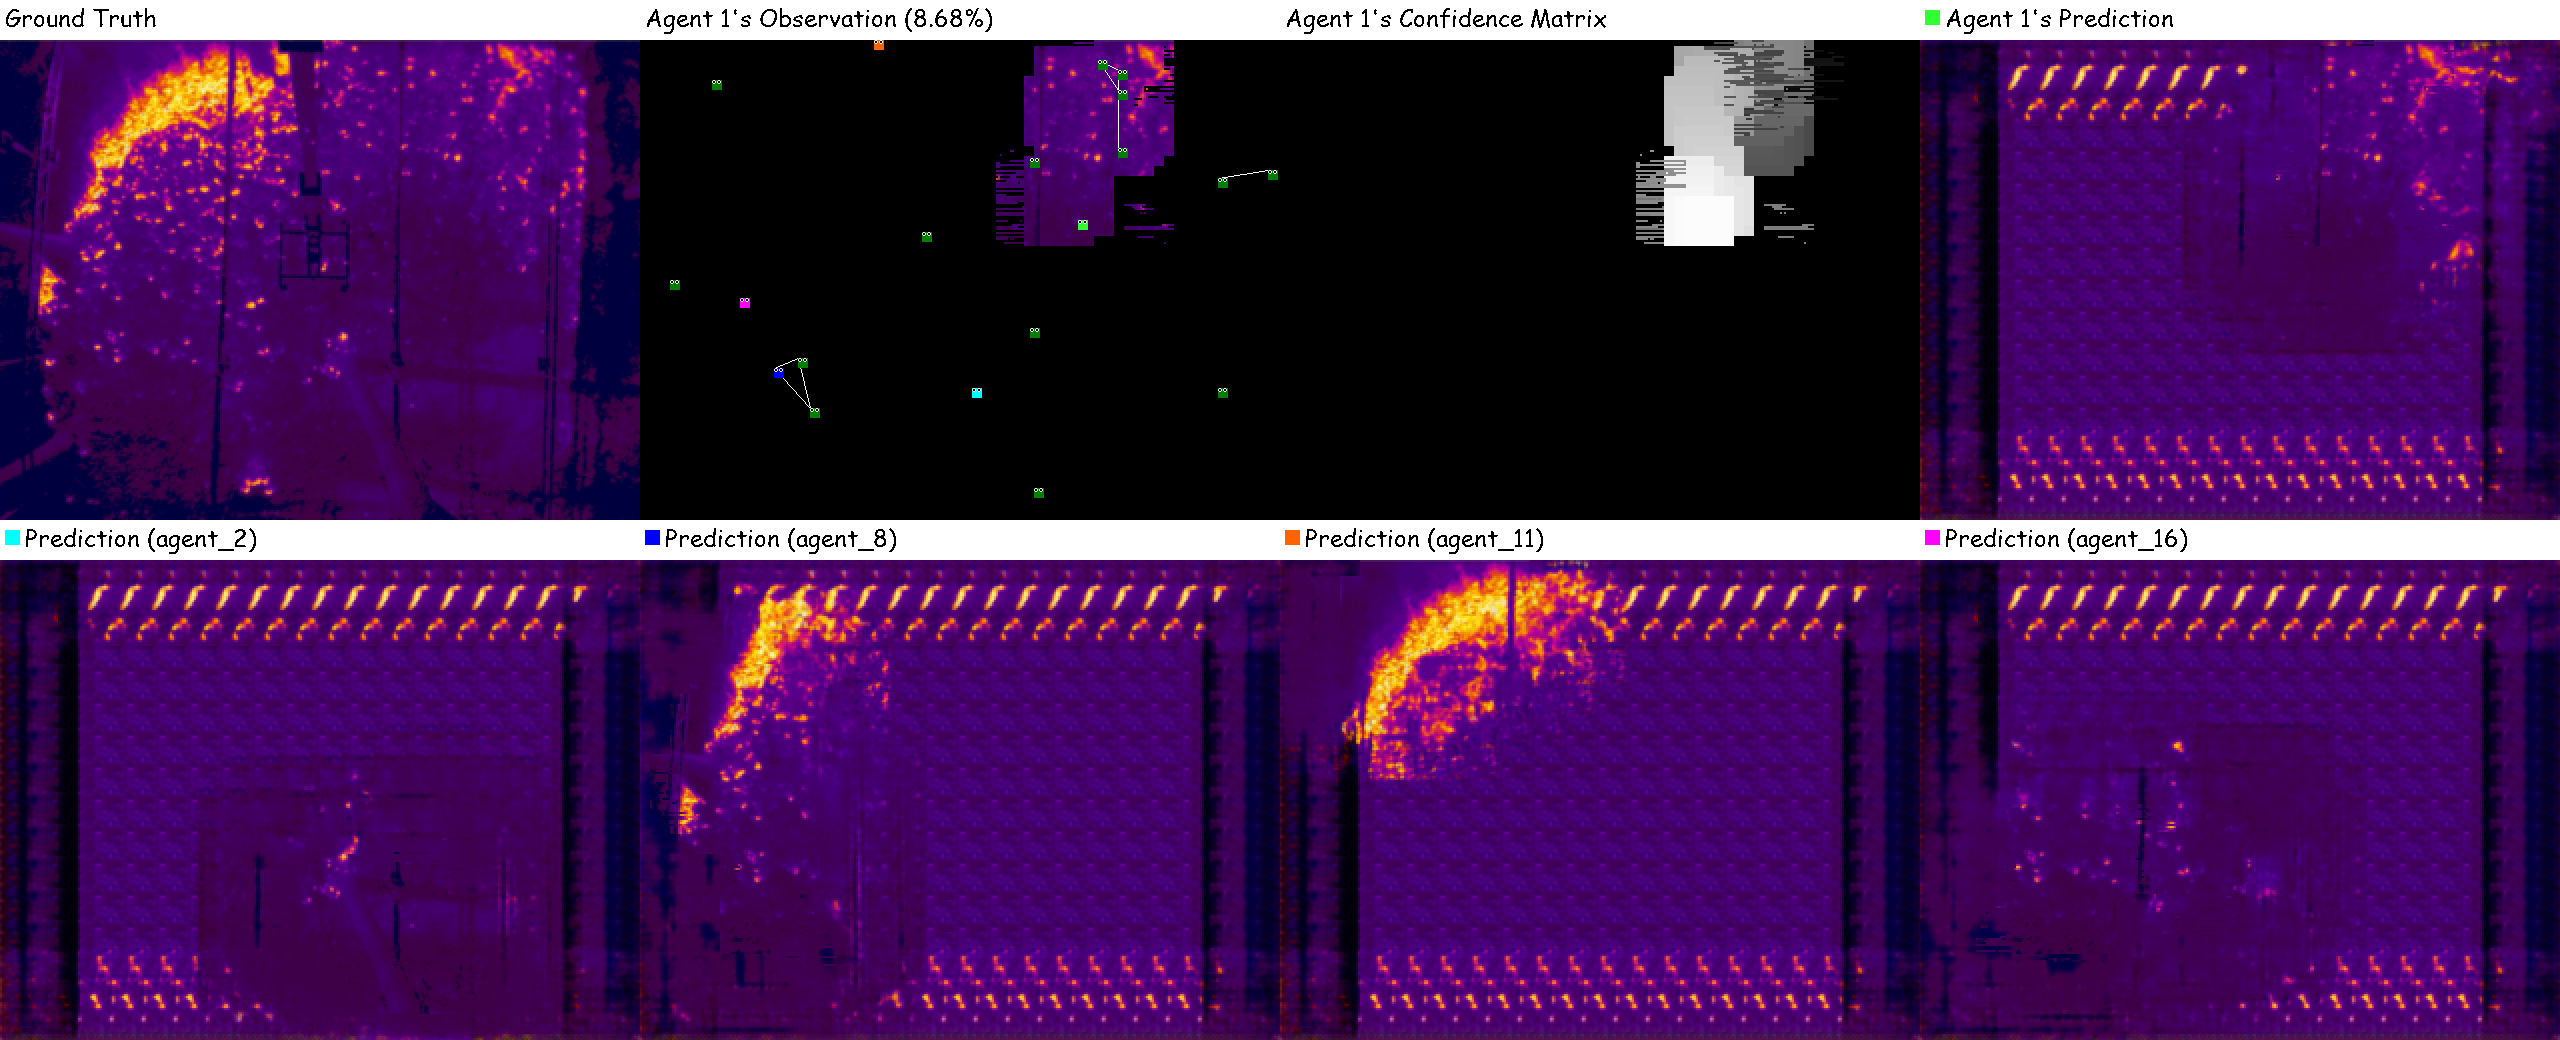 Ground Truth
Agent 1's Observation (8.68%)
Agent 1's Confidence Matrix
Agent 1's Prediction
Prediction (agent_2)
Prediction (agent_8)
Prediction (agent_11)
Prediction (agent_16)